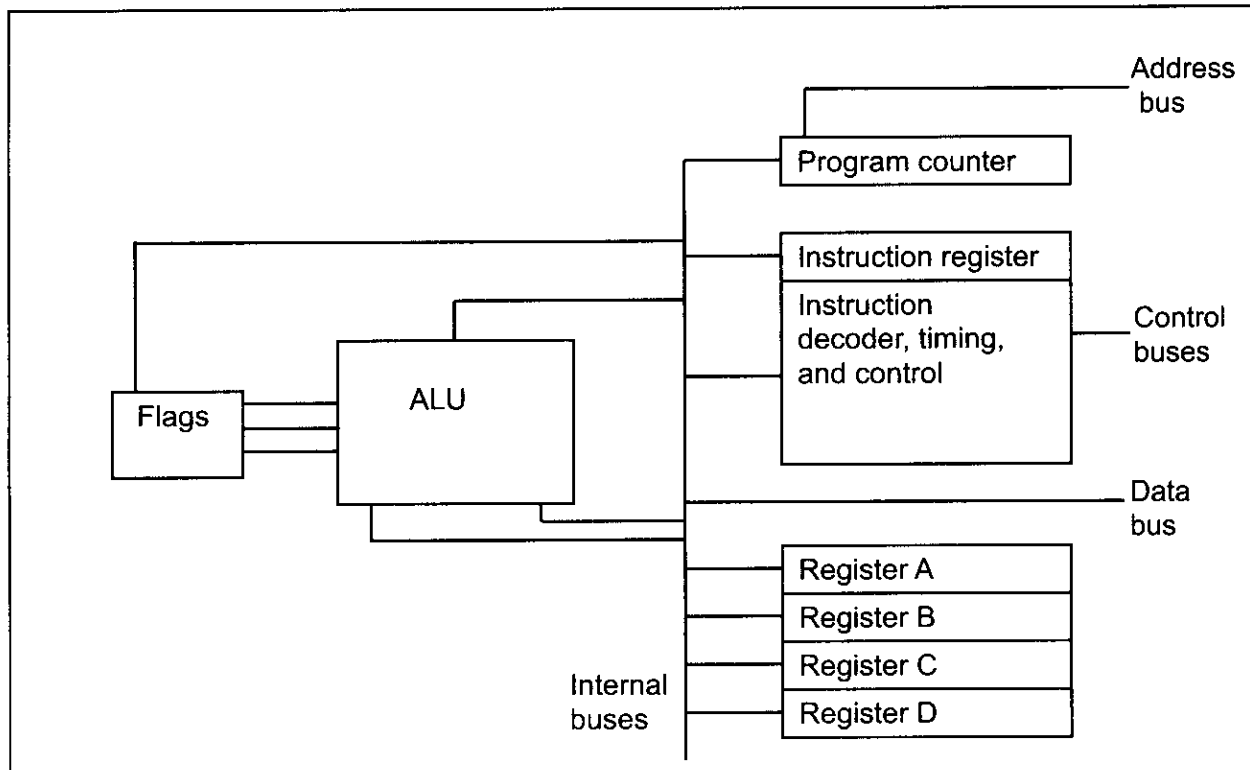 Address
bus
Program counter
Instruction register
Instruction
decoder, timing,
and control
Control
buses
ALU
Flags
Data
bus
Register A
Register B
Register C
Register D
Internal
buses